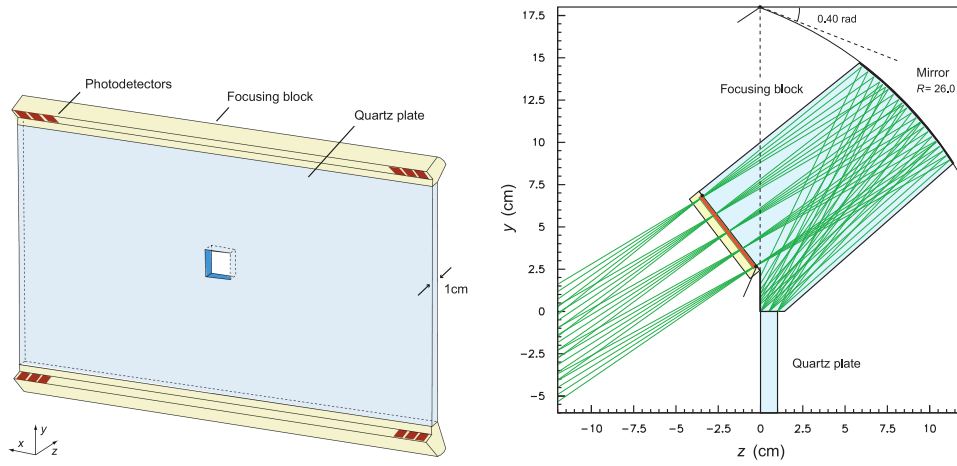 Photodetectors
Focusing block
Quartz plate
1cm
x
y
z
17.5
15
12.5
10
7.5
5
2.5
0
−2.5
−5
y (cm)
0.40 rad
Mirror
R= 26.0
Focusing block
Quartz plate
−10
−7.5
−5
−2.5
0
2.5
5
7.5
10
z (cm)